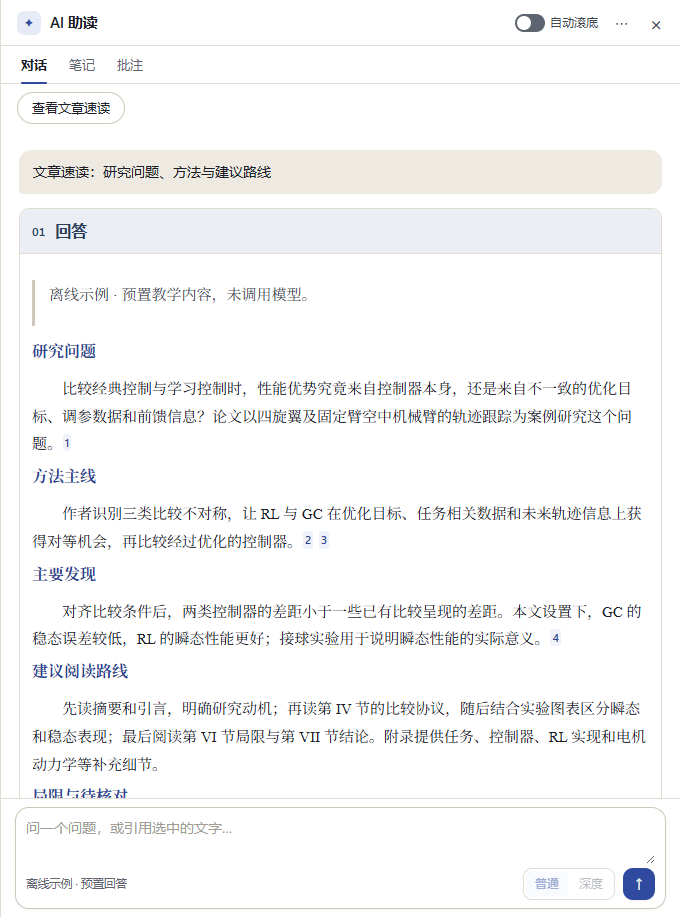 AI 助读
自动滚底
对话 笔记 批注
查看文章速读
文章速读：研究问题、方法与建议路线
01 回答
离线示例 · 预置教学内容，未调用模型。
研究问题
比较经典控制与学习控制时，性能优势究竟来自控制器本身，还是来自不一致的优化目
标、调参数据和前馈信息？论文以四旋翼及固定臂空中机械臂的轨迹跟踪为案例研究这个问
题。 1
方法主线
作者识别三类比较不对称，让 RL 与 GC 在优化目标、任务相关数据和未来轨迹信息上获
得对等机会，再比较经过优化的控制器。 2 3
主要发现
对齐比较条件后，两类控制器的差距小于一些已有比较呈现的差距。本文设置下，GC 的
稳态误差较低，RL 的瞬态性能更好；接球实验用于说明瞬态性能的实际意义。 4
建议阅读路线
先读摘要和引言，明确研究动机；再读第 IV 节的比较协议，随后结合实验图表区分瞬态
和稳态表现；最后阅读第 VI 节局限与第 VII 节结论。附录提供任务、控制器、RL 实现和电机
动力学等补充细节。
局限与待核对
问一个问题，或引用选中的文字...
离线示例 · 预置回答
普通 深度